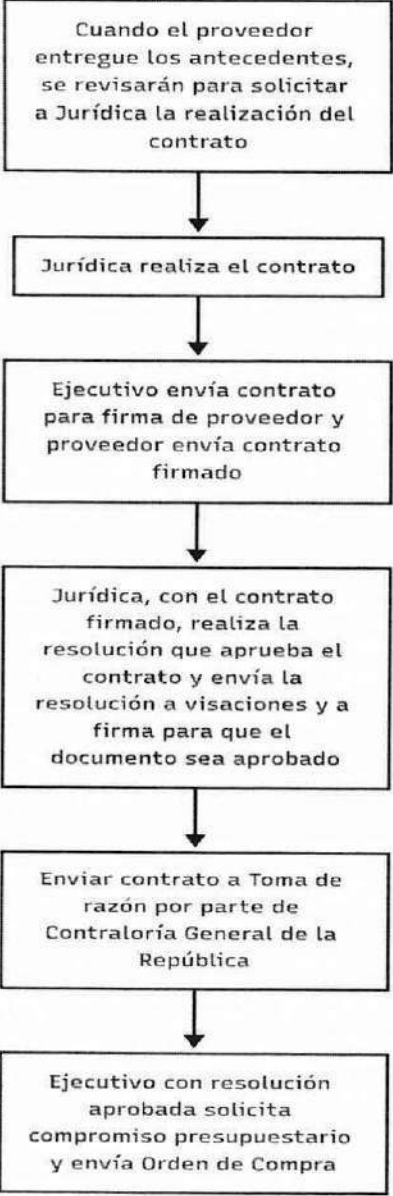 Cuando el proveedor
entregue los antecedentes,
se revisarán para solicitar
a Jurídica la realización del
contrato
Jurídica realiza el contrato
Ejecutivo envía contrato
para firma de proveedor y
proveedor envía contrato
firmado
Jurídica, con el contrato
firmado, realiza la
resolución que aprueba el
contrato y envía la
resolución a visaciones y a
firma para que el
documento sea aprobado
Enviar contrato a Toma de
razón por parte de
Contraloría General de la
República
Ejecutivo con resolución
aprobada solicita
compromiso presupuestario
y envía Orden de Compra